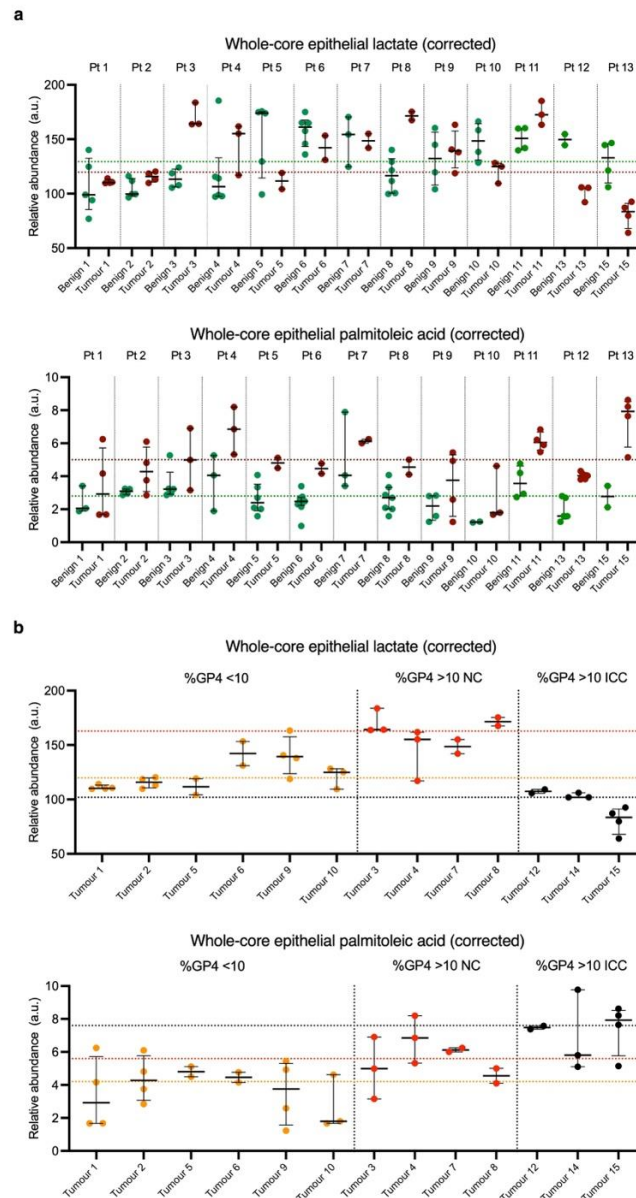 a
Whole-core epithelial lactate (corrected)
Pt 1 Pt 2 Pt 3 Pt 4 Pt 5 Pt 6 Pt 7 Pt 8 Pt 9 Pt 10 Pt 11 Pt 12 Pt 13
Relative abundance (a.u.)
200
150
100
50
Benign 1 Tumour 1 Benign 2 Tumour 2 Benign 3 Tumour 3 Benign 4 Tumour 4 Benign 5 Tumour 5 Benign 6 Tumour 6 Benign 7 Tumour 7 Benign 8 Tumour 8 Benign 9 Tumour 9 Benign 10 Tumour 10 Benign 11 Tumour 11 Benign 13 Tumour 13 Benign 15 Tumour 15
Whole-core epithelial palmitoleic acid (corrected)
Pt 1 Pt 2 Pt 3 Pt 4 Pt 5 Pt 6 Pt 7 Pt 8 Pt 9 Pt 10 Pt 11 Pt 12 Pt 13
Relative abundance (a.u.)
10
8
6
4
2
0
Benign 1 Tumour 1 Benign 2 Tumour 2 Benign 3 Tumour 3 Benign 4 Tumour 4 Benign 5 Tumour 5 Benign 6 Tumour 6 Benign 7 Tumour 7 Benign 8 Tumour 8 Benign 9 Tumour 9 Benign 10 Tumour 10 Benign 11 Tumour 11 Benign 13 Tumour 13 Benign 15 Tumour 15
b
Whole-core epithelial lactate (corrected)
%GP4 <10 %GP4 >10 NC %GP4 >10 ICC
Relative abundance (a.u.)
200
150
100
50
Tumour 1 Tumour 2 Tumour 5 Tumour 6 Tumour 9 Tumour 10 Tumour 3 Tumour 4 Tumour 7 Tumour 8 Tumour 12 Tumour 14 Tumour 15
Whole-core epithelial palmitoleic acid (corrected)
%GP4 <10 %GP4 >10 NC %GP4 >10 ICC
Relative abundance (a.u.)
10
8
6
4
2
0
Tumour 1 Tumour 2 Tumour 5 Tumour 6 Tumour 9 Tumour 10 Tumour 3 Tumour 4 Tumour 7 Tumour 8 Tumour 12 Tumour 14 Tumour 15